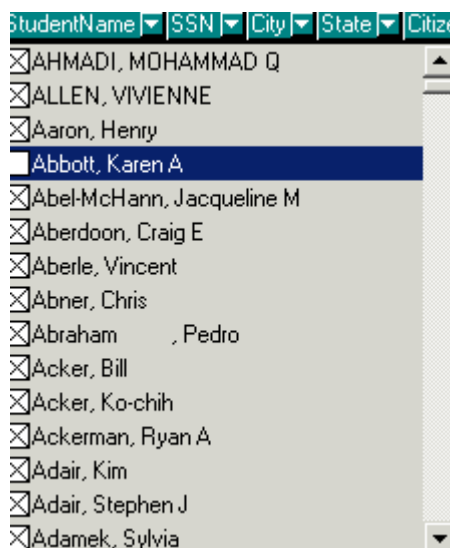 StudentName SSN City State Citize
AHMADI, MOHAMMAD Q
ALLEN, VIVIENNE
Aaron, Henry
Abbott, Karen A
Abel-McHann, Jacqueline M
Aberdoon, Craig E
Aberle, Vincent
Abner, Chris
Abraham , Pedro
Acker, Bill
Acker, Ko-chih
Ackerman, Ryan A
Adair, Kim
Adair, Stephen J
Adamek, Sylvia